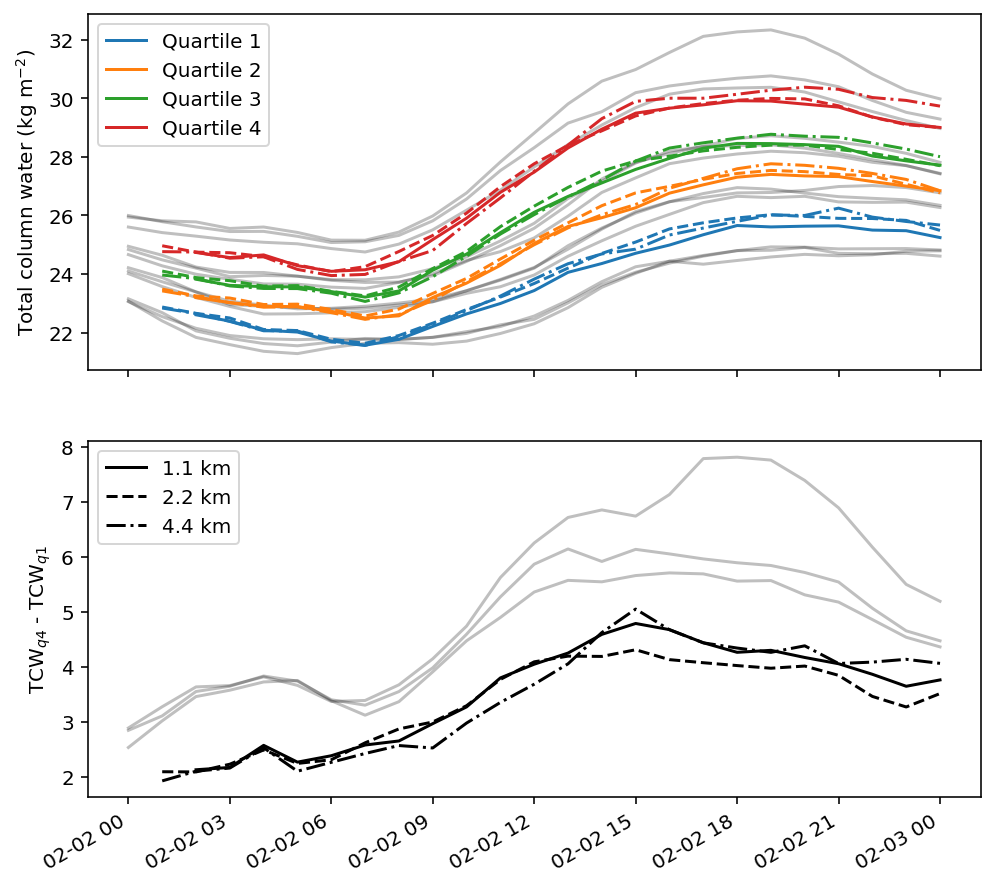 Total column water (kg m⁻²)
32
30
28
26
24
22
Quartile 1
Quartile 2
Quartile 3
Quartile 4
TCW_q4 - TCW_q1
8
7
6
5
4
3
2
1.1 km
2.2 km
4.4 km
02-02 00
02-02 03
02-02 06
02-02 09
02-02 12
02-02 15
02-02 18
02-02 21
02-03 00